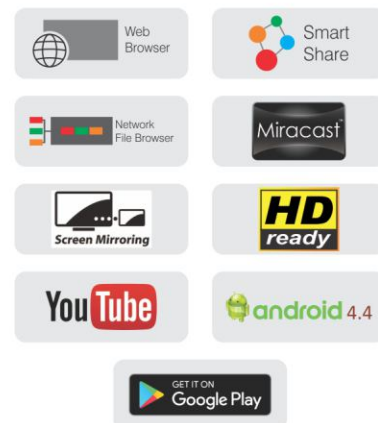 Web
Browser
Smart
Share
Network
File Browser
Miracast™
Screen Mirroring
HD
ready
YouTube
android 4.4
GET IT ON
Google Play